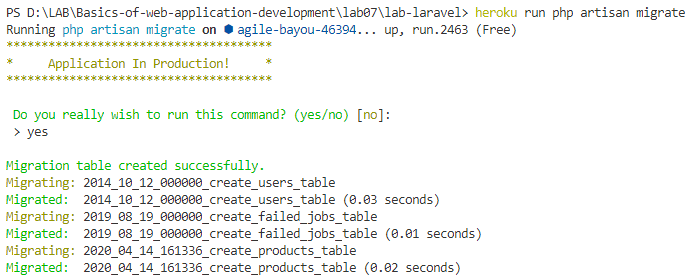 PS D:\LAB\Basics-of-web-application-development\lab07\lab-laravel> heroku run php artisan migrate
Running php artisan migrate on ⬢ agile-bayou-46394... up, run.2463 (Free)
**************************************
*     Application In Production!     *
**************************************
Do you really wish to run this command? (yes/no) [no]:
> yes
Migration table created successfully.
Migrating: 2014_10_12_000000_create_users_table
Migrated:  2014_10_12_000000_create_users_table (0.03 seconds)
Migrating: 2019_08_19_000000_create_failed_jobs_table
Migrated:  2019_08_19_000000_create_failed_jobs_table (0.01 seconds)
Migrating: 2020_04_14_161336_create_products_table
Migrated:  2020_04_14_161336_create_products_table (0.02 seconds)